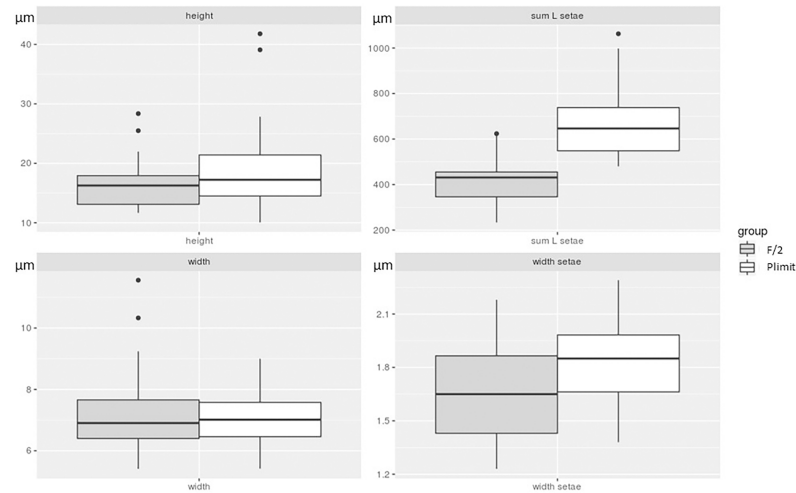 μm
height
40
30
20
10
height
μm
sum L setae
1000
800
600
400
200
sum L setae
μm
width
10
8
6
width
μm
width setae
2.1
1.8
1.5
1.2
width setae
group
F/2
Plimit